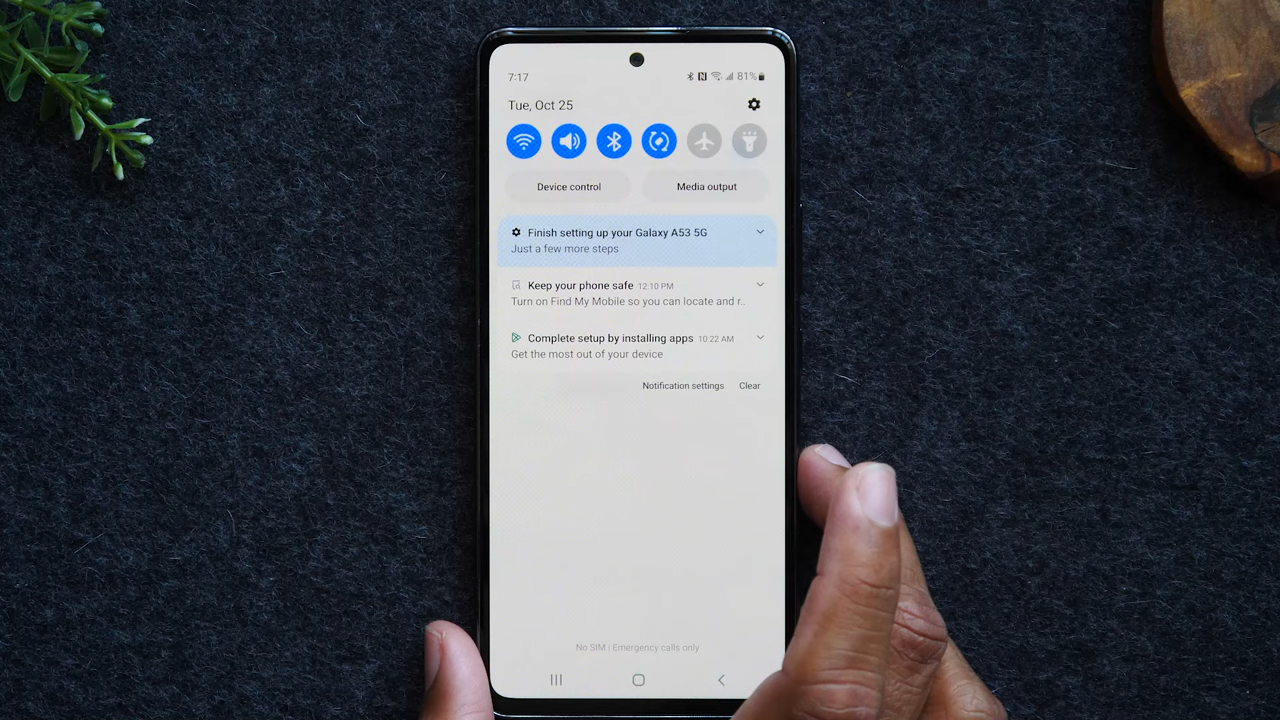 7:17
81%
Tue, Oct 25
Device control
Media output
Finish setting up your Galaxy A53 5G
Just a few more steps
Keep your phone safe 12:10 PM
Turn on Find My Mobile so you can locate and r..
Complete setup by installing apps 10:22 AM
Get the most out of your device
Notification settings
Clear
No SIM | Emergency calls only